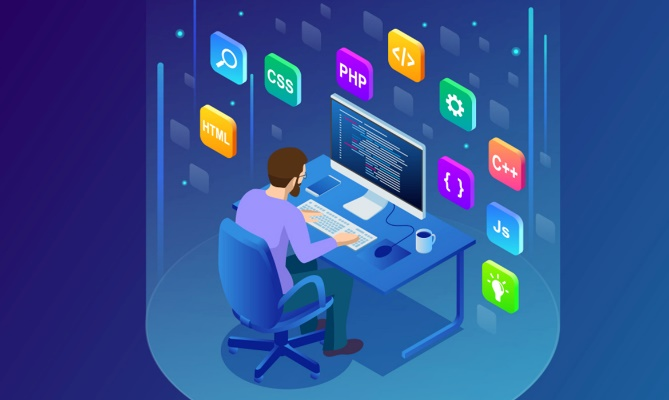 CSS
PHP
</>
HTML
C++
{ }
Js